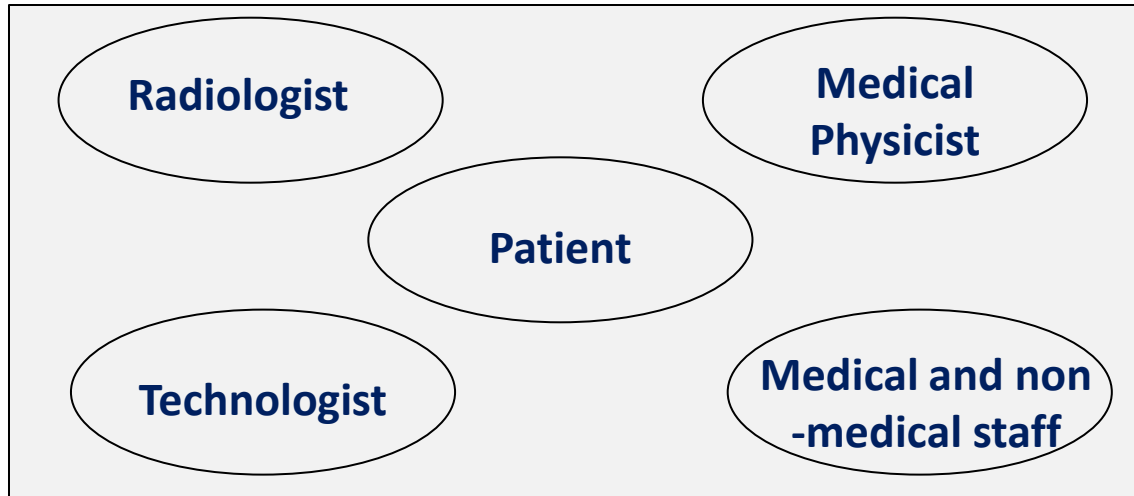 Radiologist
Medical
Physicist
Patient
Technologist
Medical and non
-medical staff